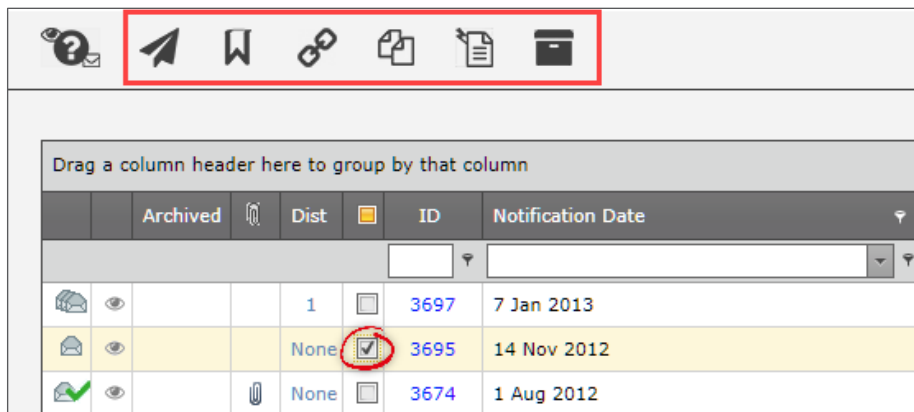 Drag a column header here to group by that column
Archived Dist ID Notification Date
1 3697 7 Jan 2013
None 3695 14 Nov 2012
None 3674 1 Aug 2012